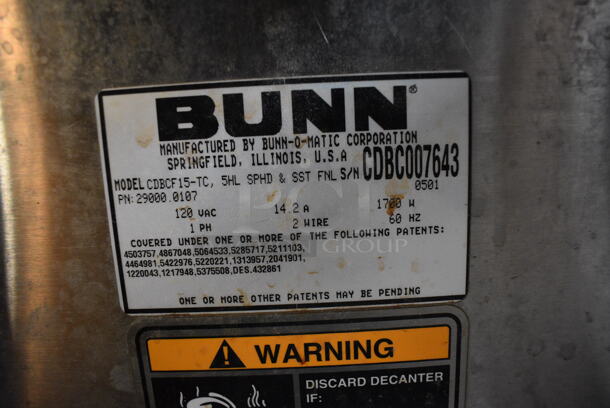 BUNN®
MANUFACTURED BY BUNN-O-MATIC CORPORATION
SPRINGFIELD, ILLINOIS, U.S.A
MODEL CDBCF15-TC, 5HL SPHD & SST FNL S/N CDBC007643
PN: 29000.0107 0501
120 VAC 14.2 A 1700 W
1 PH 2 WIRE 60 HZ
COVERED UNDER ONE OR MORE OF THE FOLLOWING PATENTS:
4503757,4867048,5064533,5285717,5211103,
4464981,5422976,5220221,1313957,2041901,
1220043,1217948,5375508,DES.432861
GROUP
ONE OR MORE OTHER PATENTS MAY BE PENDING
WARNING
DISCARD DECANTER
IF: